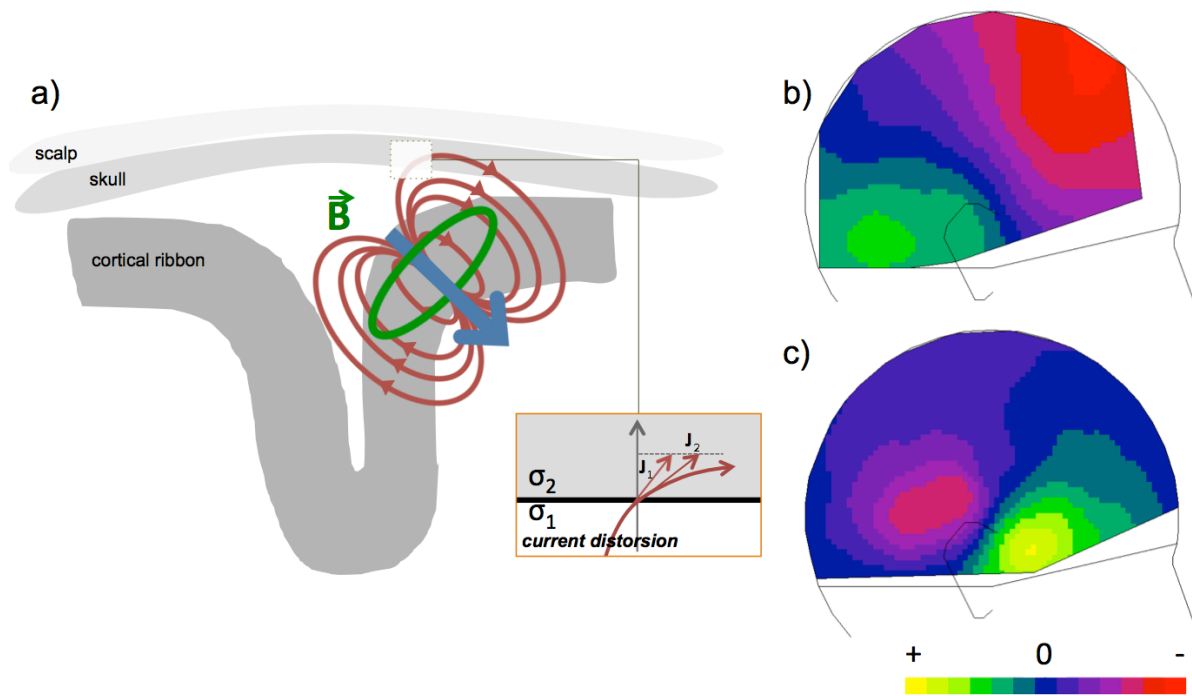 a)
scalp
skull
B
cortical ribbon
J₁
J₂
σ₂
σ₁
current distorsion
b)
c)
+ 0 -